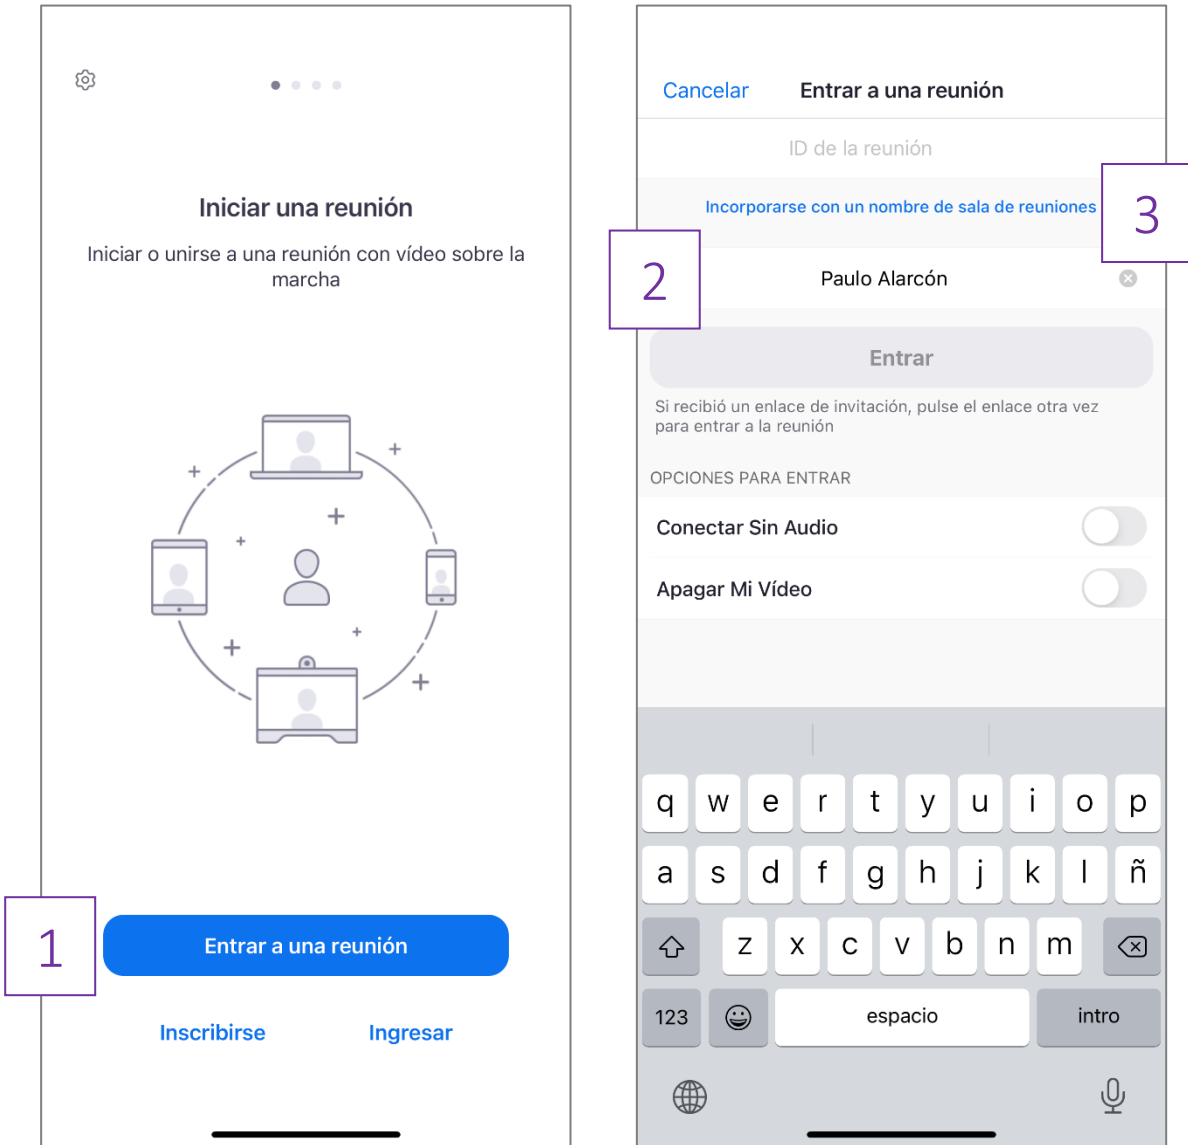 Iniciar una reunión
Iniciar o unirse a una reunión con vídeo sobre la
marcha
1
Entrar a una reunión
Inscribirse
Ingresar
Cancelar
Entrar a una reunión
ID de la reunión
Incorporarse con un nombre de sala de reuniones
3
2
Paulo Alarcón
Entrar
Si recibió un enlace de invitación, pulse el enlace otra vez
para entrar a la reunión
OPCIONES PARA ENTRAR
Conectar Sin Audio
Apagar Mi Vídeo
q w e r t y u i o p
a s d f g h j k l ñ
z x c v b n m
123 espacio intro